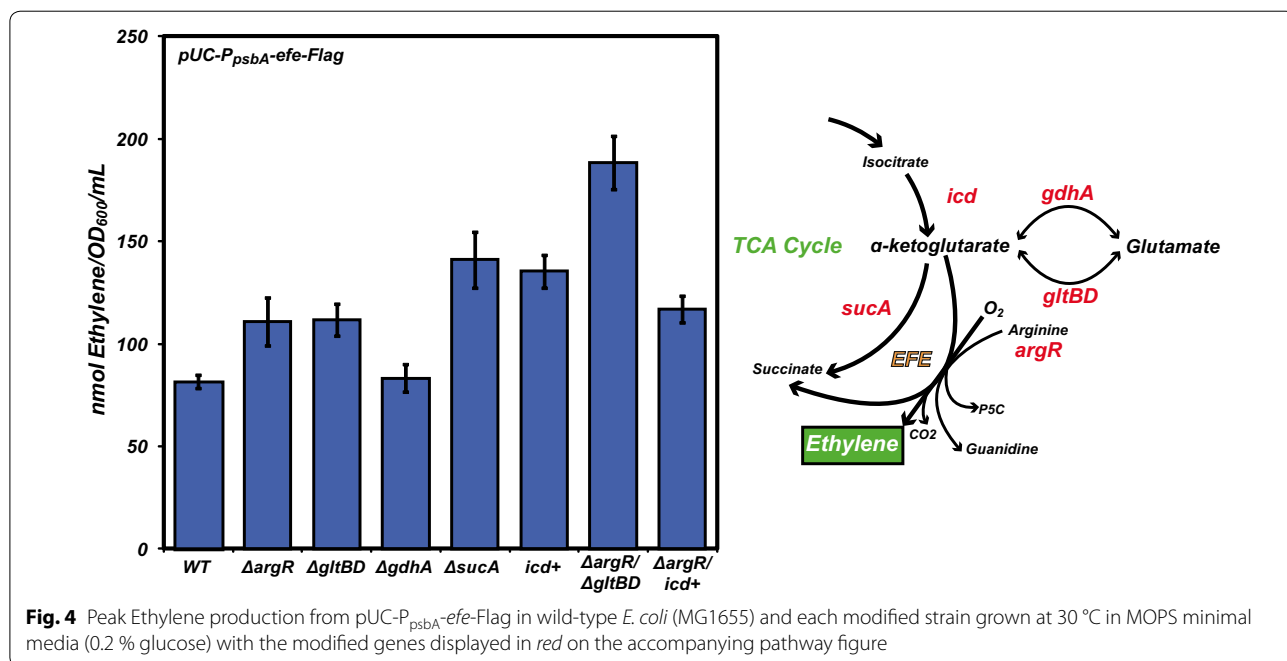 250
200
150
100
50
0
nmol Ethylene/OD600/mL
pUC-PpsbA-efe-Flag
WT
ΔargR
ΔgltBD
ΔgdhA
ΔsucA
icd+
ΔargR/
ΔgltBD
ΔargR/
icd+
Isocitrate
icd
gdhA
TCA Cycle
α-ketoglutarate
Glutamate
gltBD
sucA
O2
Arginine
argR
EFE
Succinate
P5C
CO2
Ethylene
Guanidine
Fig. 4 Peak Ethylene production from pUC-PpsbA-efe-Flag in wild-type E. coli (MG1655) and each modified strain grown at 30 °C in MOPS minimal
media (0.2 % glucose) with the modified genes displayed in red on the accompanying pathway figure